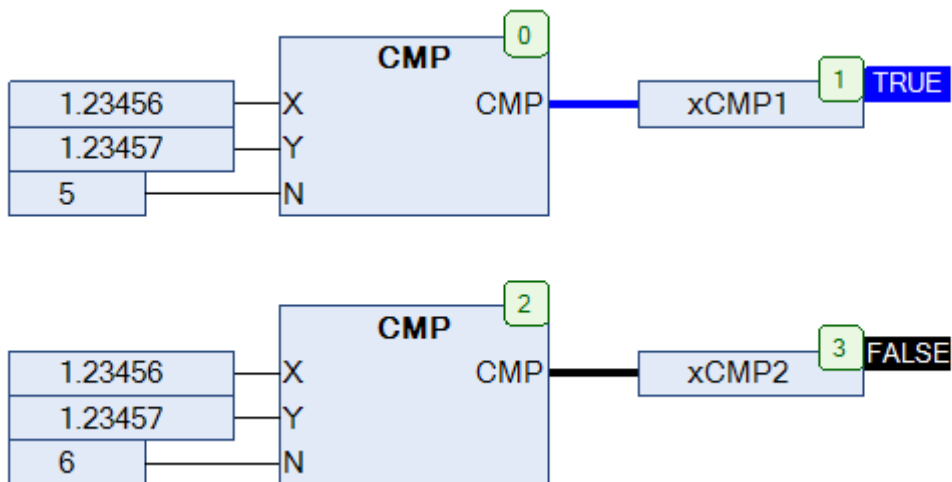 0
CMP
1 TRUE
1.23456 X CMP xCMP1
1.23457 Y
5 N
2
CMP
3 FALSE
1.23456 X CMP xCMP2
1.23457 Y
6 N